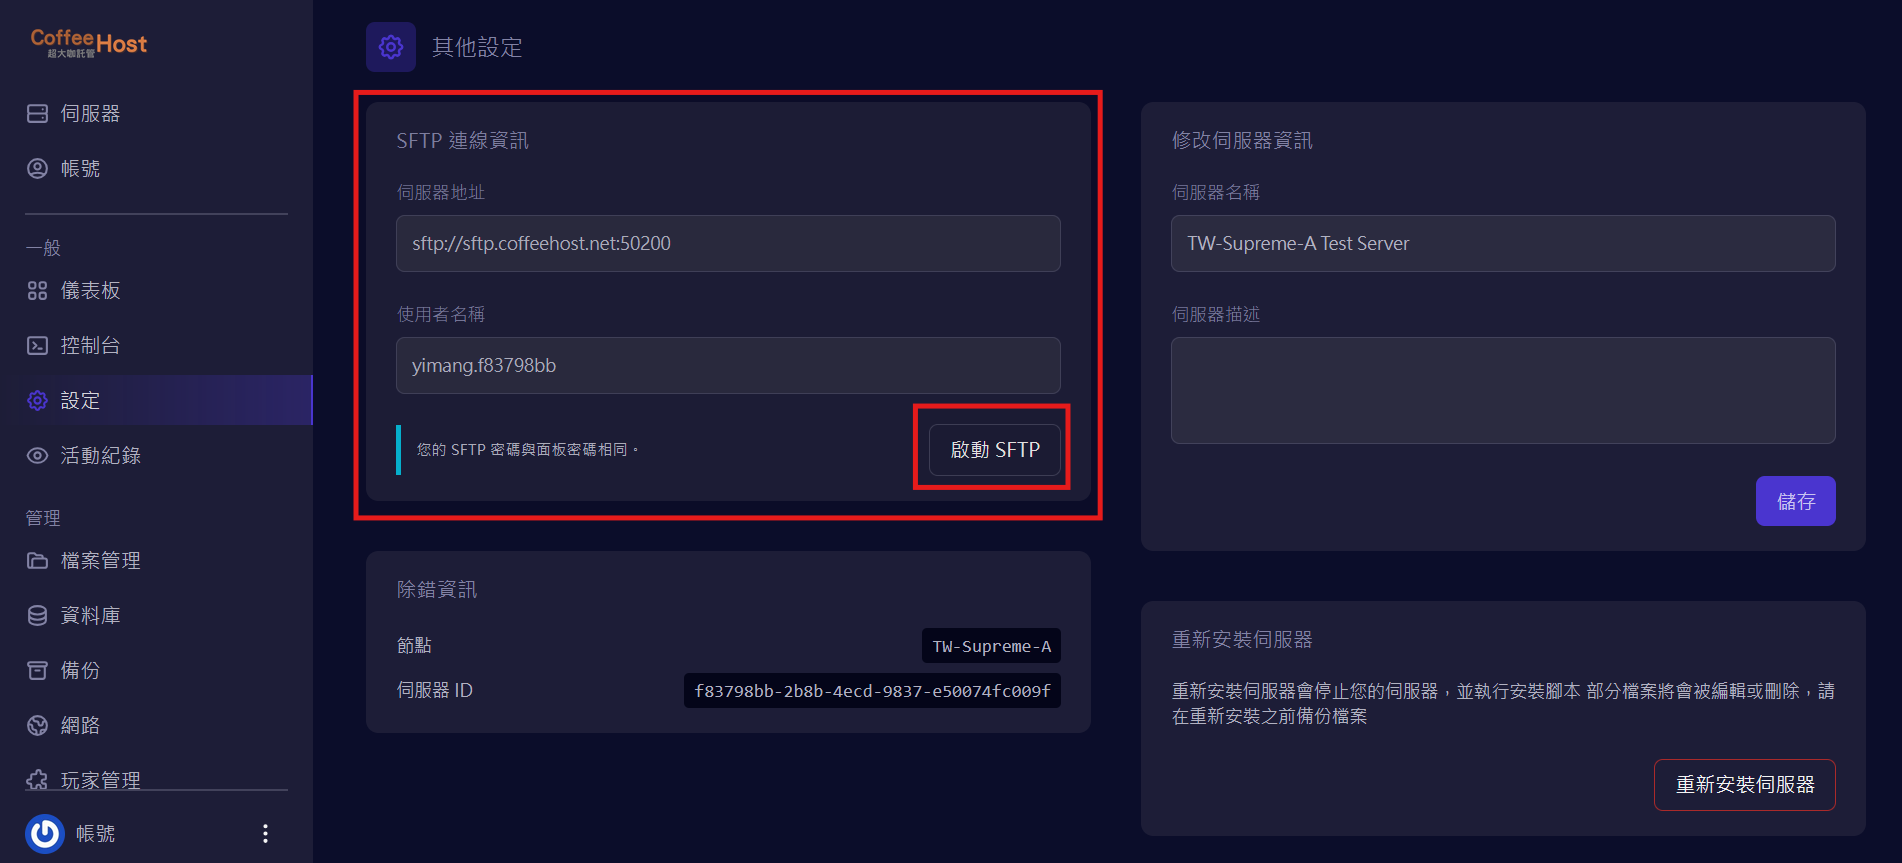 CoffeeHost
超大咖託管
伺服器
帳號
一般
儀表板
控制台
設定
活動紀錄
管理
檔案管理
資料庫
備份
網路
玩家管理
帳號
其他設定
SFTP 連線資訊
伺服器地址
sftp://sftp.coffeehost.net:50200
使用者名稱
yimang.f83798bb
您的 SFTP 密碼與面板密碼相同。
啟動 SFTP
除錯資訊
節點
TW-Supreme-A
伺服器 ID
f83798bb-2b8b-4ecd-9837-e50074fc009f
修改伺服器資訊
伺服器名稱
TW-Supreme-A Test Server
伺服器描述
儲存
重新安裝伺服器
重新安裝伺服器會停止您的伺服器，並執行安裝腳本 部分檔案將會被編輯或刪除，請
在重新安裝之前備份檔案
重新安裝伺服器